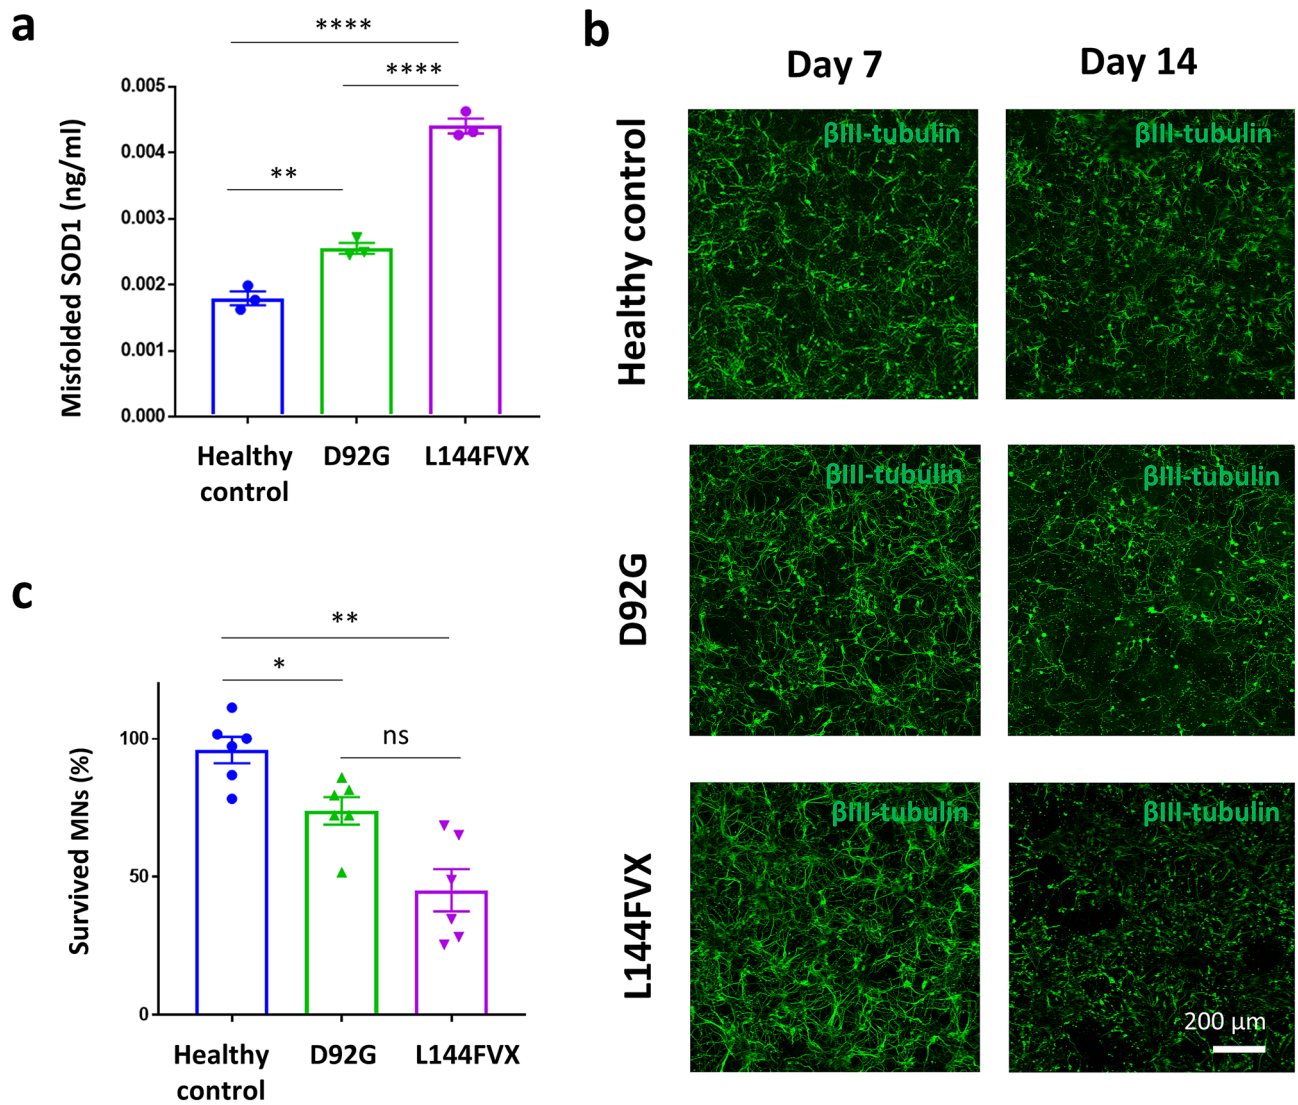 a
****
****
**
0.005
0.004
0.003
0.002
0.001
0.000
Misfolded SOD1 (ng/ml)
Healthy
control
D92G
L144FVX
b
Day 7
Day 14
Healthy control
βIII-tubulin
βIII-tubulin
D92G
βIII-tubulin
βIII-tubulin
L144FVX
βIII-tubulin
βIII-tubulin
200 µm
c
**
*
ns
100
50
0
Survived MNs (%)
Healthy
control
D92G
L144FVX